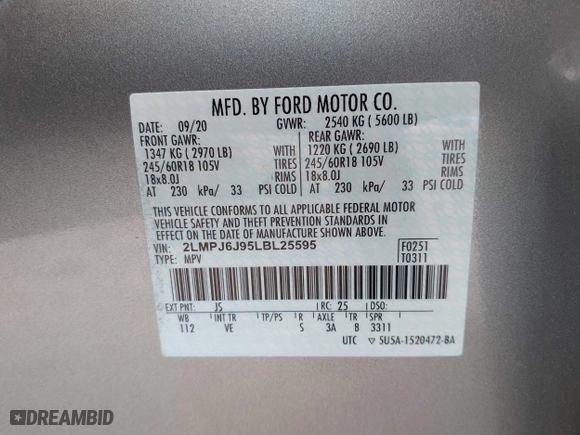 MFD. BY FORD MOTOR CO.
DATE: 09/20 GVWR: 2540 KG ( 5600 LB)
FRONT GAWR: REAR GAWR:
1347 KG ( 2970 LB) WITH 1220 KG ( 2690 LB) WITH
245/60R18 105V TIRES 245/60R18 105V TIRES
18x8.0J RIMS 18x8.0J RIMS
AT 230 kPa/ 33 PSI COLD AT 230 kPa/ 33 PSI COLD
THIS VEHICLE CONFORMS TO ALL APPLICABLE FEDERAL MOTOR
VEHICLE SAFETY AND THEFT PREVENTION STANDARDS IN
EFFECT ON THE DATE OF MANUFACTURE SHOWN ABOVE.
VIN: 2LMPJ6J95LBL25595 F0251
TYPE: MPV T0311
EXT PNT: JS RC: 25 DSO:
WB INT TR TP/PS R AXLE TR SPR
112 VE S 3A 8 3311
UTC ▽ 5U5A-1520472-BA
DREAMBID DREAMBID